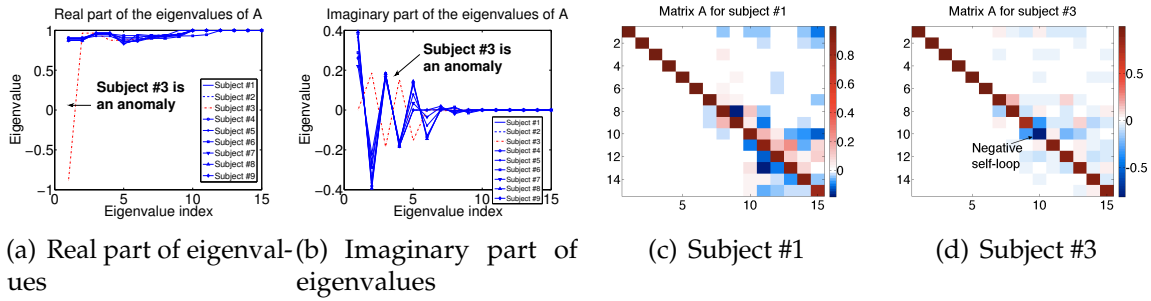 Real part of the eigenvalues of A
Eigenvalue
1
0.5
0
-0.5
-1
0
5
10
15
Eigenvalue index
Subject #3 is
an anomaly
Subject #1
Subject #2
Subject #3
Subject #4
Subject #5
Subject #6
Subject #7
Subject #8
Subject #9
(a) Real part of eigenval-
ues
Imaginary part of the eigenvalues of A
Eigenvalue
0.4
0.2
0
-0.2
-0.4
0
5
10
15
Eigenvalue index
Subject #3 is
an anomaly
Subject #1
Subject #2
Subject #3
Subject #4
Subject #5
Subject #6
Subject #7
Subject #8
Subject #9
(b) Imaginary part of
eigenvalues
Matrix A for subject #1
2
4
6
8
10
12
14
5
10
15
0.8
0.6
0.4
0.2
0
(c) Subject #1
Matrix A for subject #3
2
4
6
8
10
12
14
5
10
15
Negative
self-loop
0.5
0
-0.5
(d) Subject #3